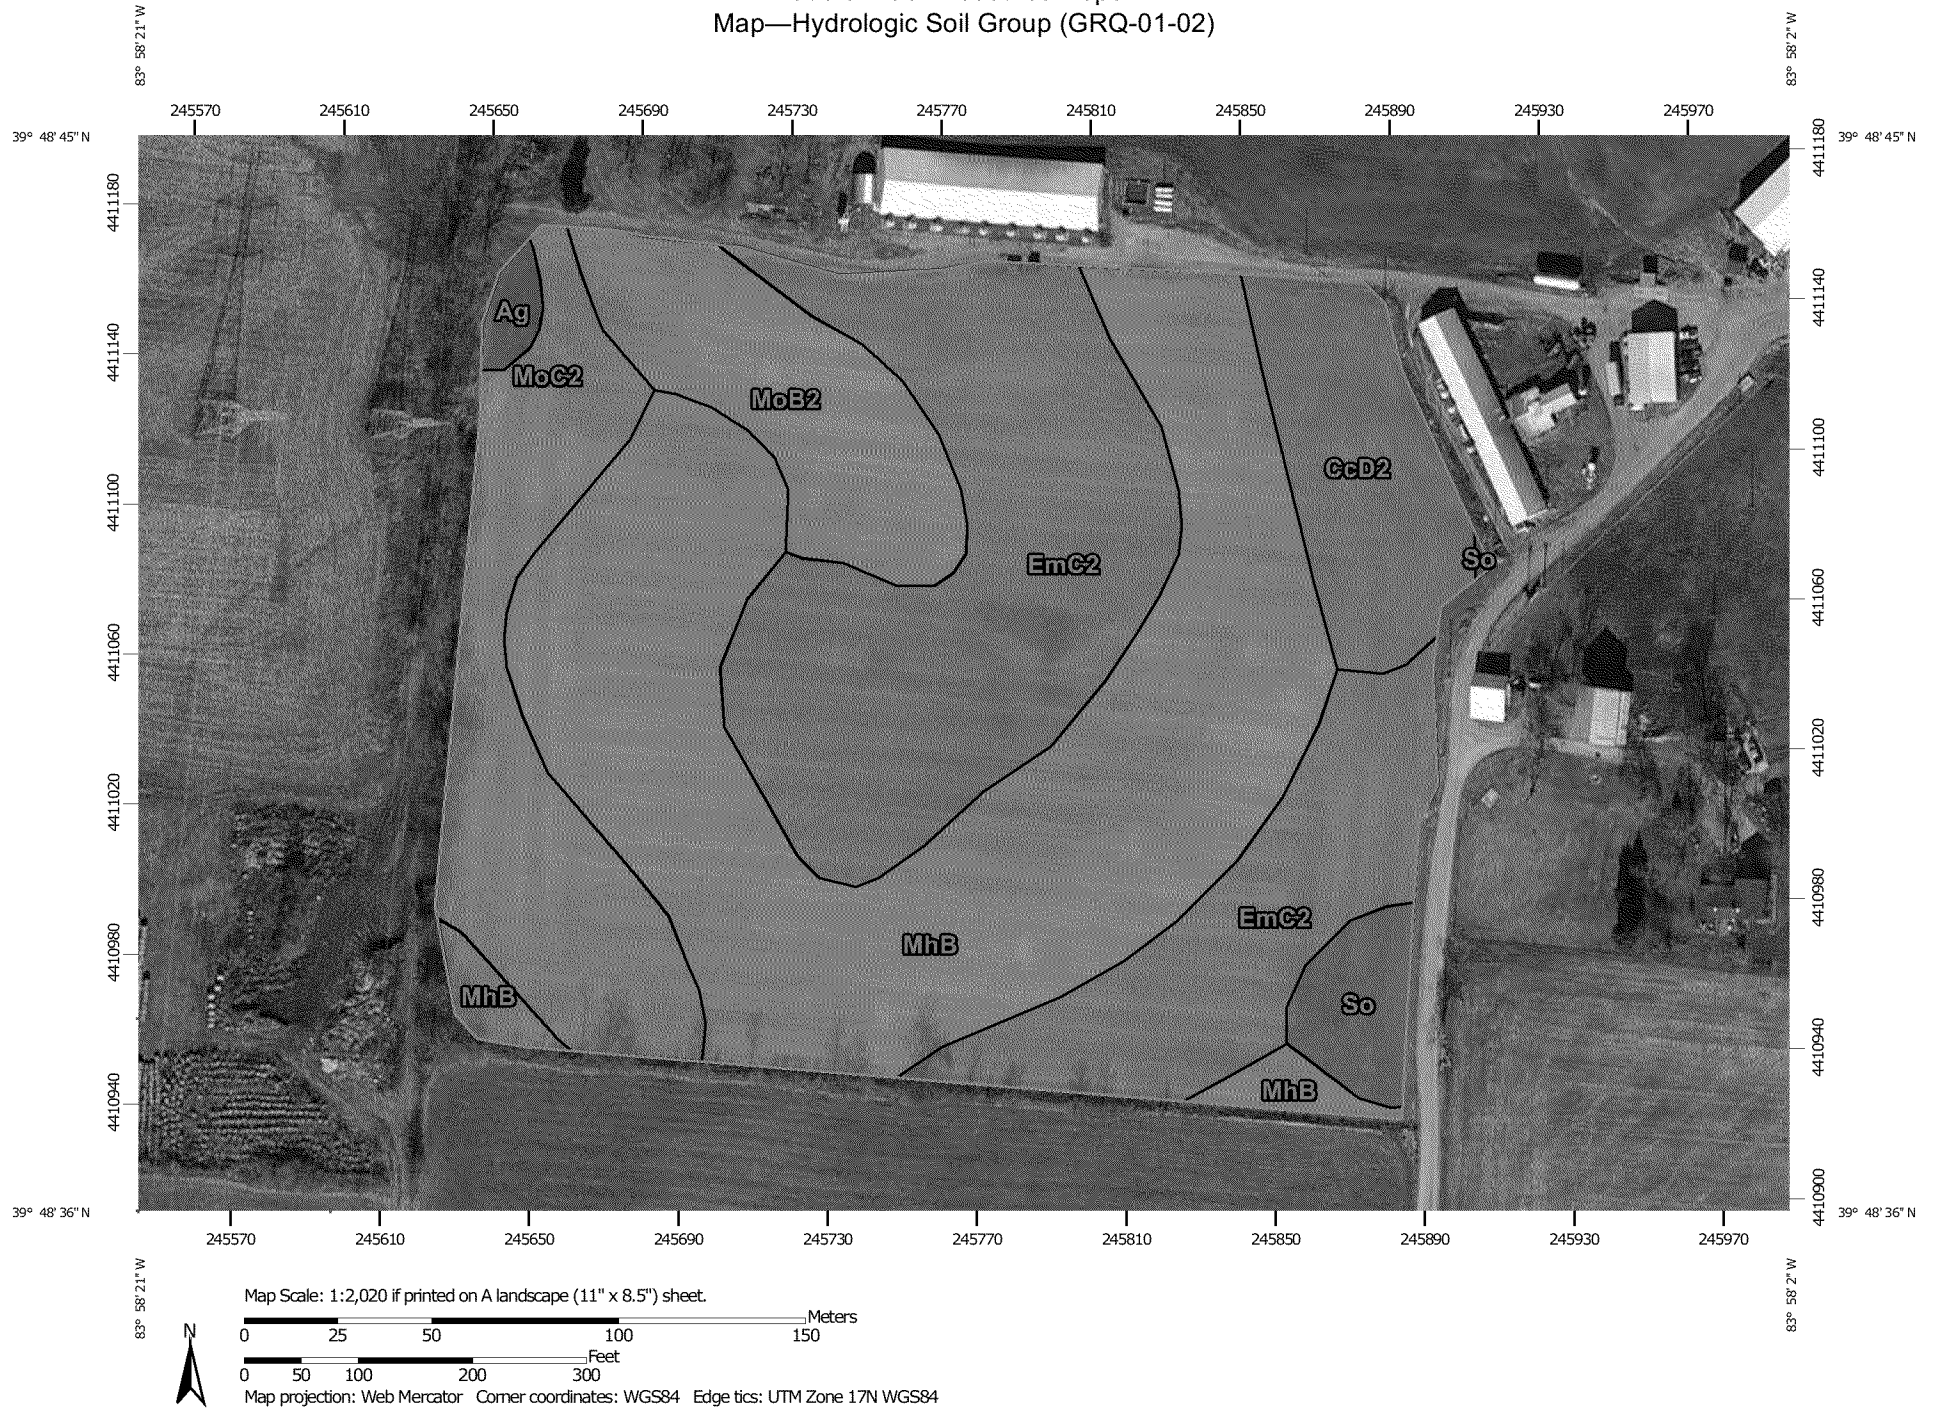 Map—Hydrologic Soil Group (GRQ-01-02)
83° 58' 21" W
83° 58' 2" W
245570 245610 245650 245690 245730 245770 245810 245850 245890 245930 245970
39° 48' 45" N
39° 48' 45" N
4411180
4411180
4411140
4411140
4411100
4411100
4411060
4411060
4411020
4411020
4410980
4410980
4410940
4410940
4410900
Ag
MoC2
MoB2
CcD2
So
EmC2
EmC2
MhB
MhB
So
MhB
39° 48' 36" N
39° 48' 36" N
245570 245610 245650 245690 245730 245770 245810 245850 245890 245930 245970
83° 58' 21" W
83° 58' 2" W
Map Scale: 1:2,020 if printed on A landscape (11" x 8.5") sheet.
Meters
0 25 50 100 150
N
Feet
0 50 100 200 300
Map projection: Web Mercator Corner coordinates: WGS84 Edge tics: UTM Zone 17N WGS84